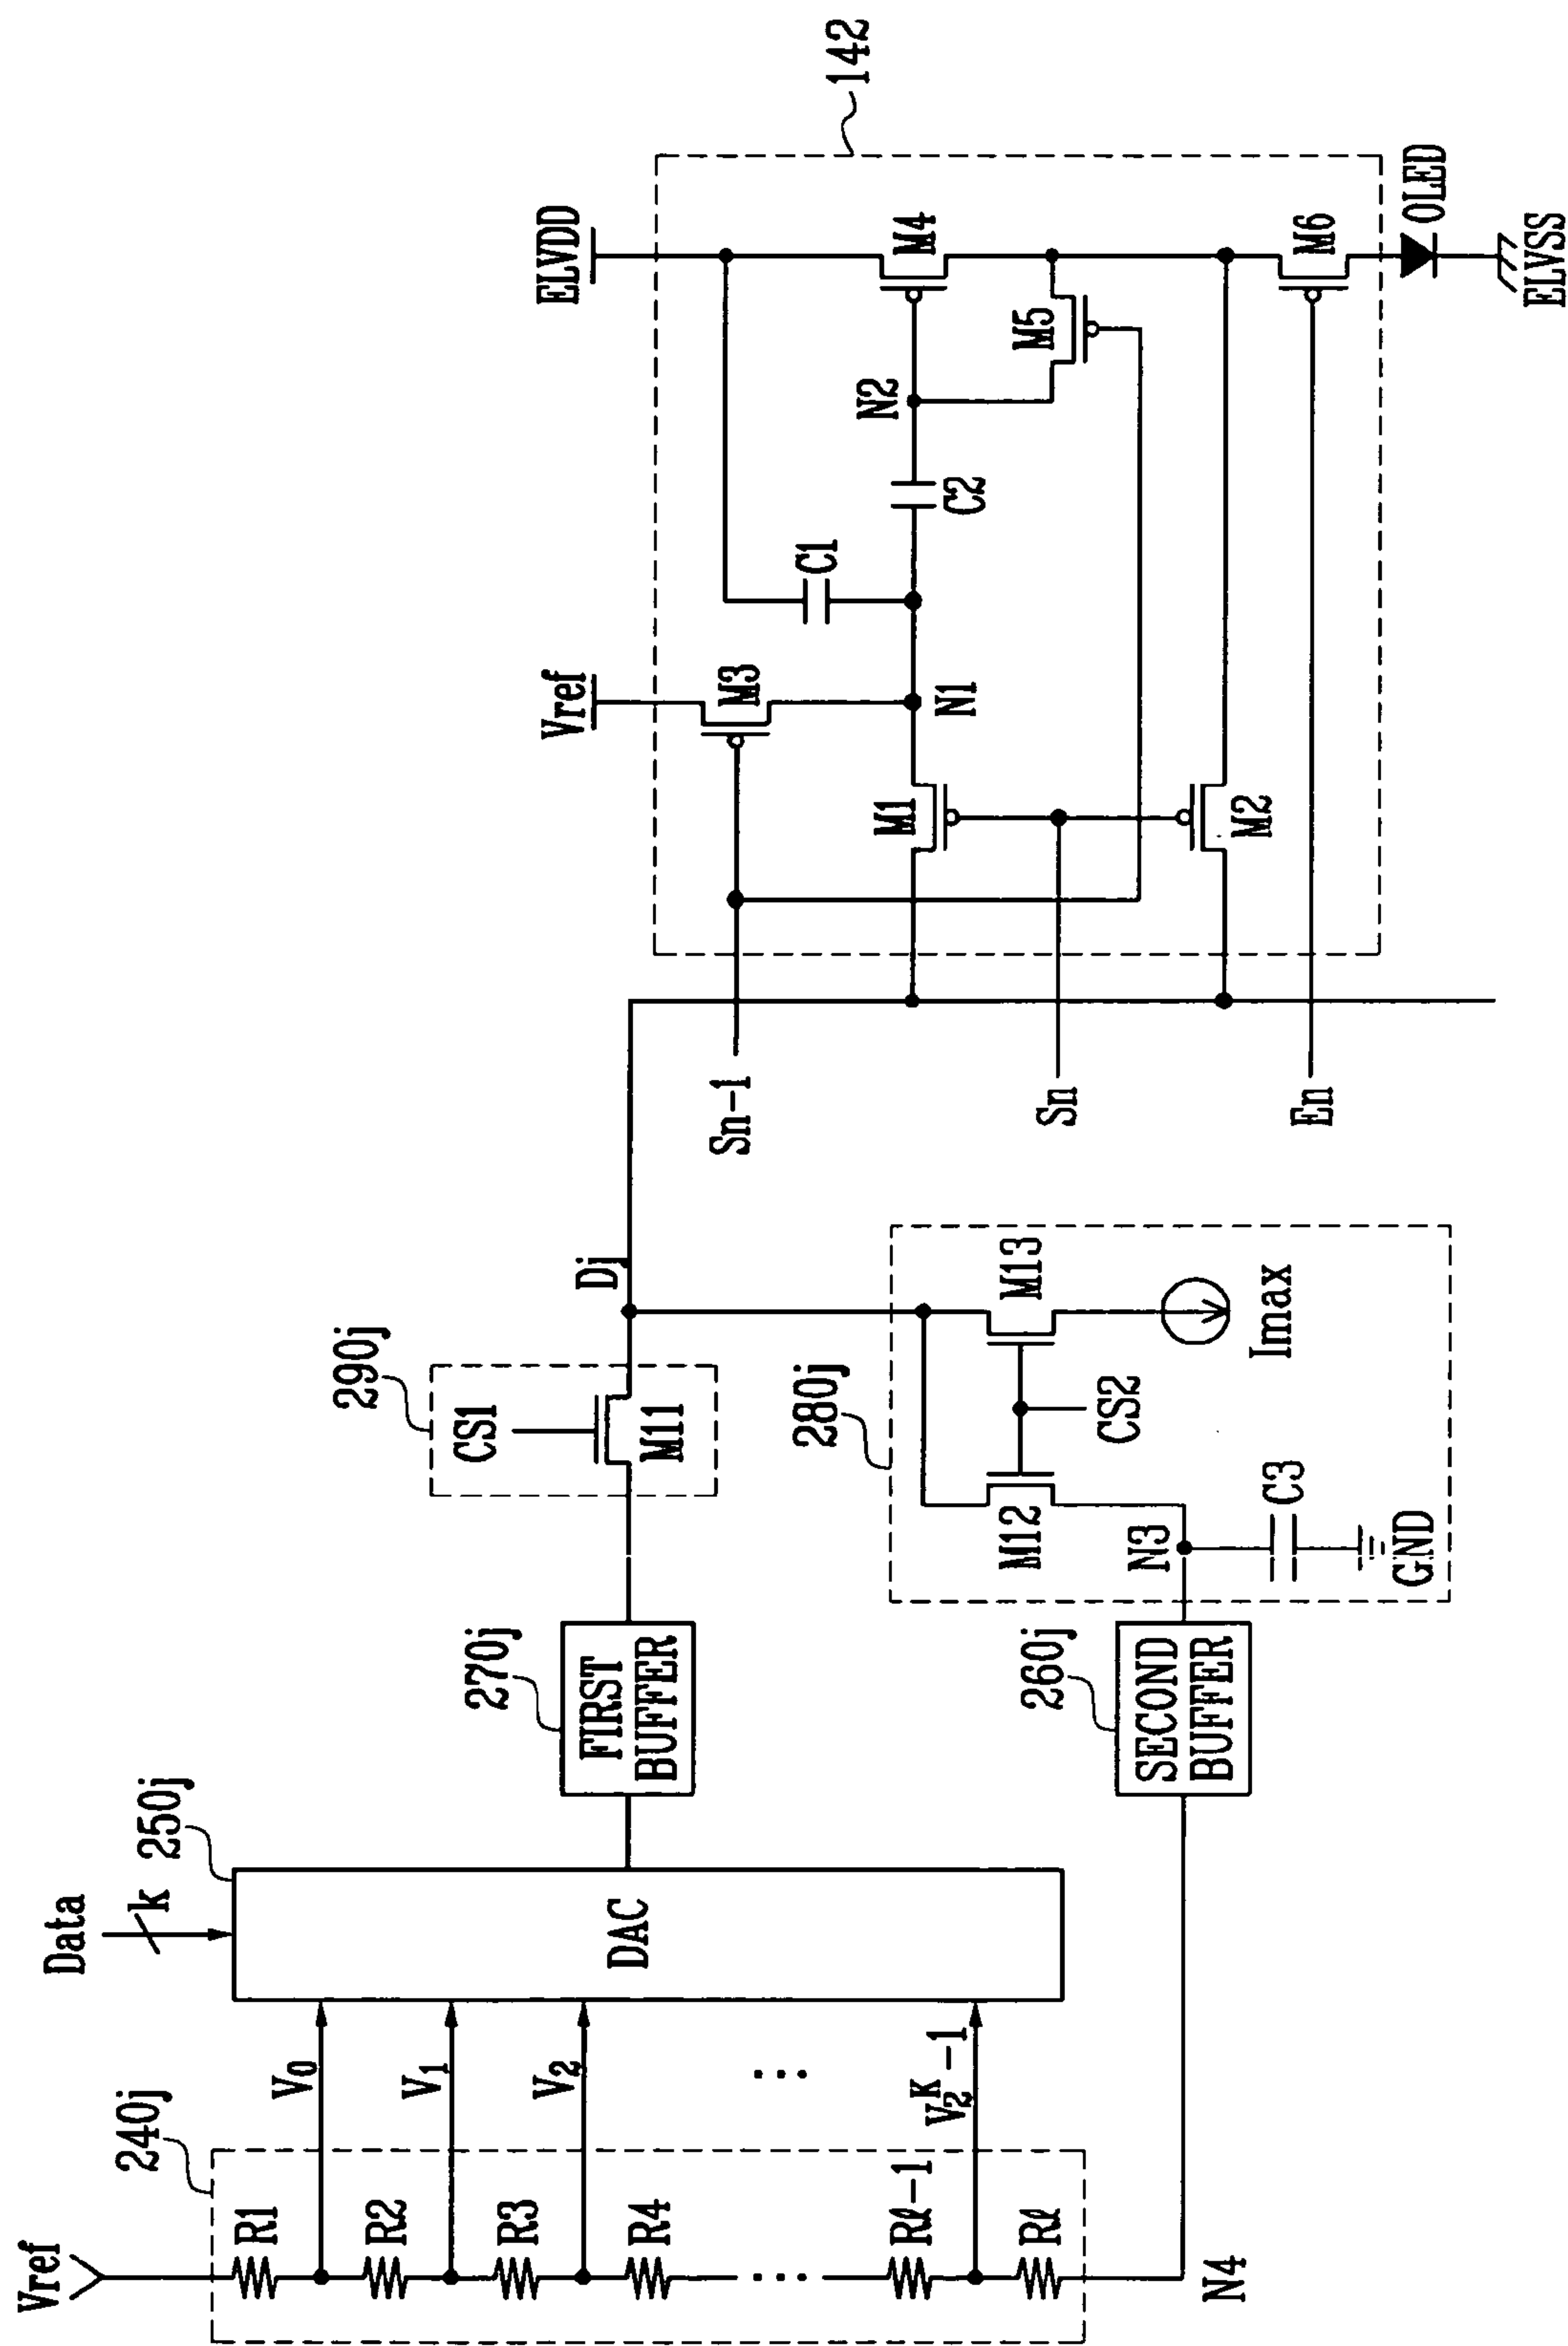 Vref
240j
R1
R2
R3
R4
...
Rℓ-1
Rℓ
N4
V0
V1
V2
...
V2^K-1
Data
k
250j
DAC
270j
FIRST
BUFFER
260j
SECOND
BUFFER
290j
CS1
M11
Dj
280j
M12
M13
CS2
N3
C3
GND
Imax
Sn-1
Sn
En
142
Vref
M3
M1
N1
C1
C2
N2
M2
ELVDD
M4
M5
M6
OLED
ELVSS